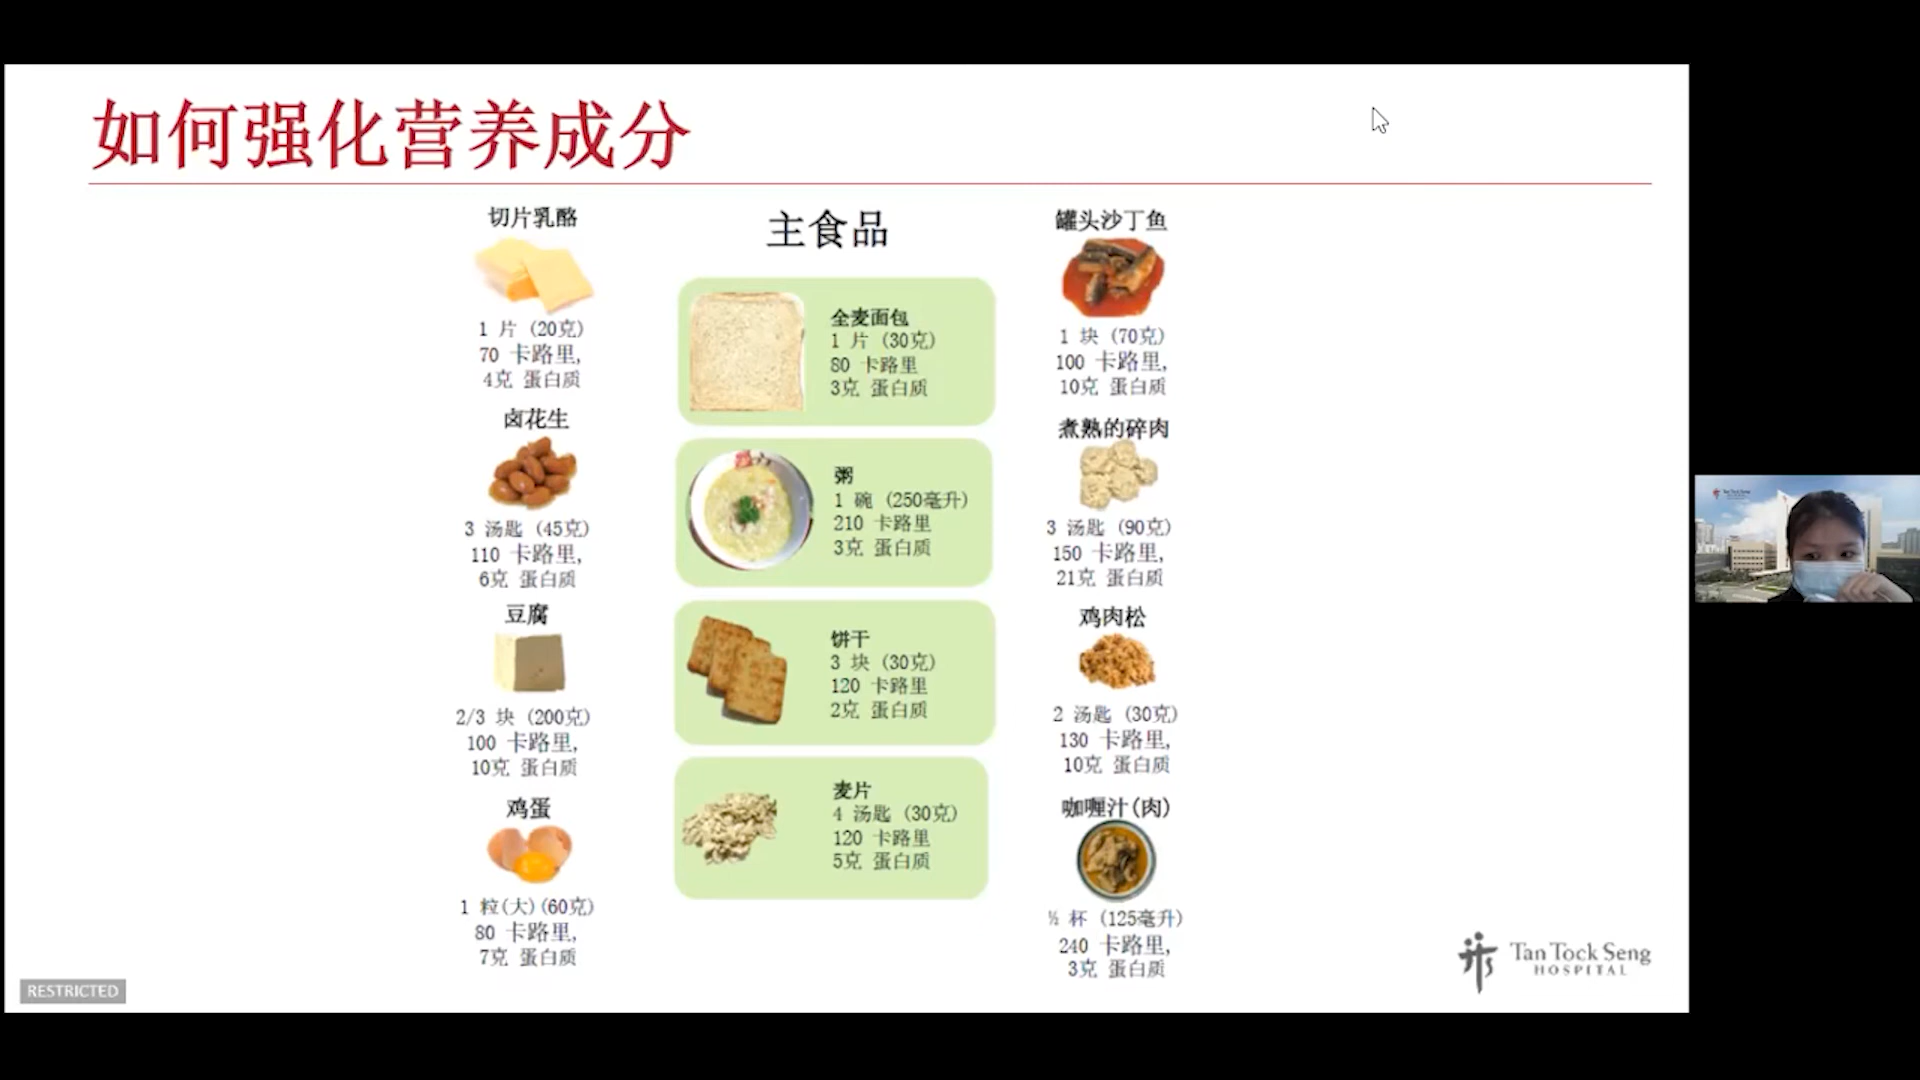 如何强化营养成分
切片乳酪
1 片 (20克)
70 卡路里,
4克 蛋白质
卤花生
3 汤匙 (45克)
110 卡路里,
6克 蛋白质
豆腐
2/3 块 (200克)
100 卡路里,
10克 蛋白质
鸡蛋
1 粒(大)(60克)
80 卡路里,
7克 蛋白质
主食品
全麦面包
1 片 (30克)
80 卡路里
3克 蛋白质
粥
1 碗 (250毫升)
210 卡路里
3克 蛋白质
饼干
3 块 (30克)
120 卡路里
2克 蛋白质
麦片
4 汤匙 (30克)
120 卡路里
5克 蛋白质
罐头沙丁鱼
1 块 (70克)
100 卡路里,
10克 蛋白质
煮熟的碎肉
3 汤匙 (90克)
150 卡路里,
21克 蛋白质
鸡肉松
2 汤匙 (30克)
130 卡路里,
10克 蛋白质
咖喱汁(肉)
½ 杯 (125毫升)
240 卡路里,
3克 蛋白质
Tan Tock Seng
HOSPITAL
RESTRICTED
Tan Tock Seng